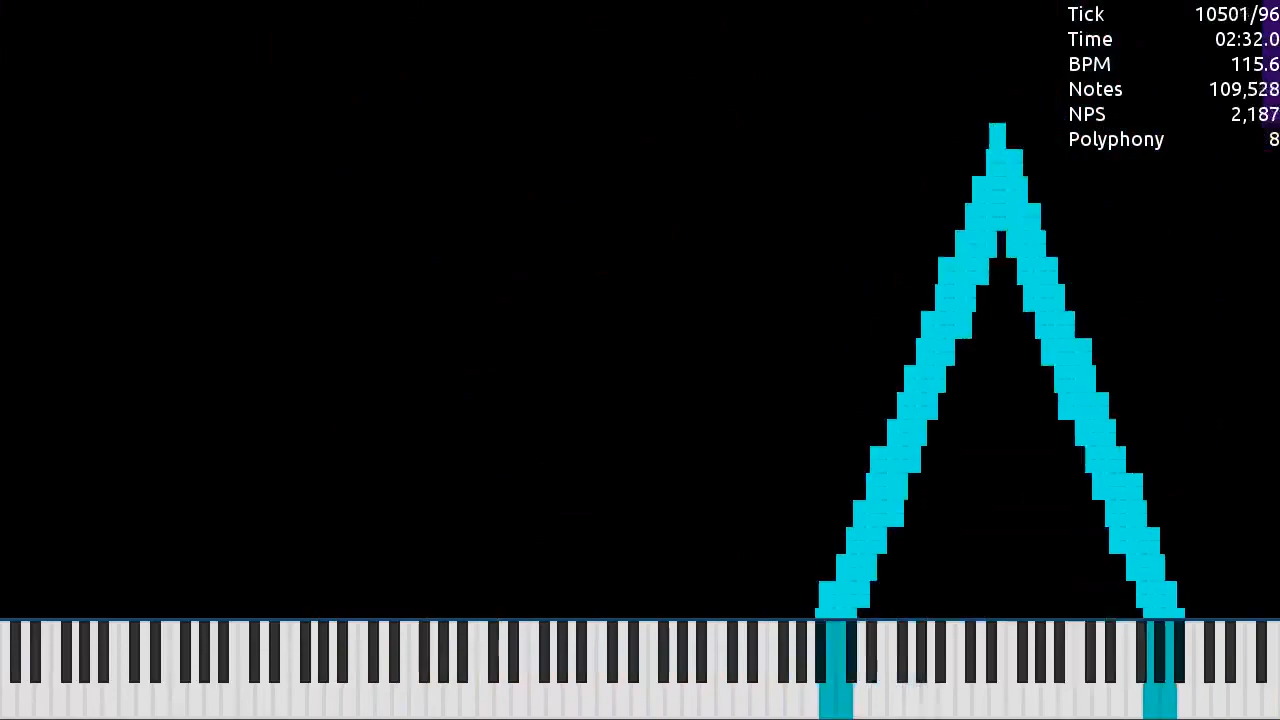 Tick 10501/96
Time 02:32.0
BPM 115.6
Notes 109,528
NPS 2,187
Polyphony 8